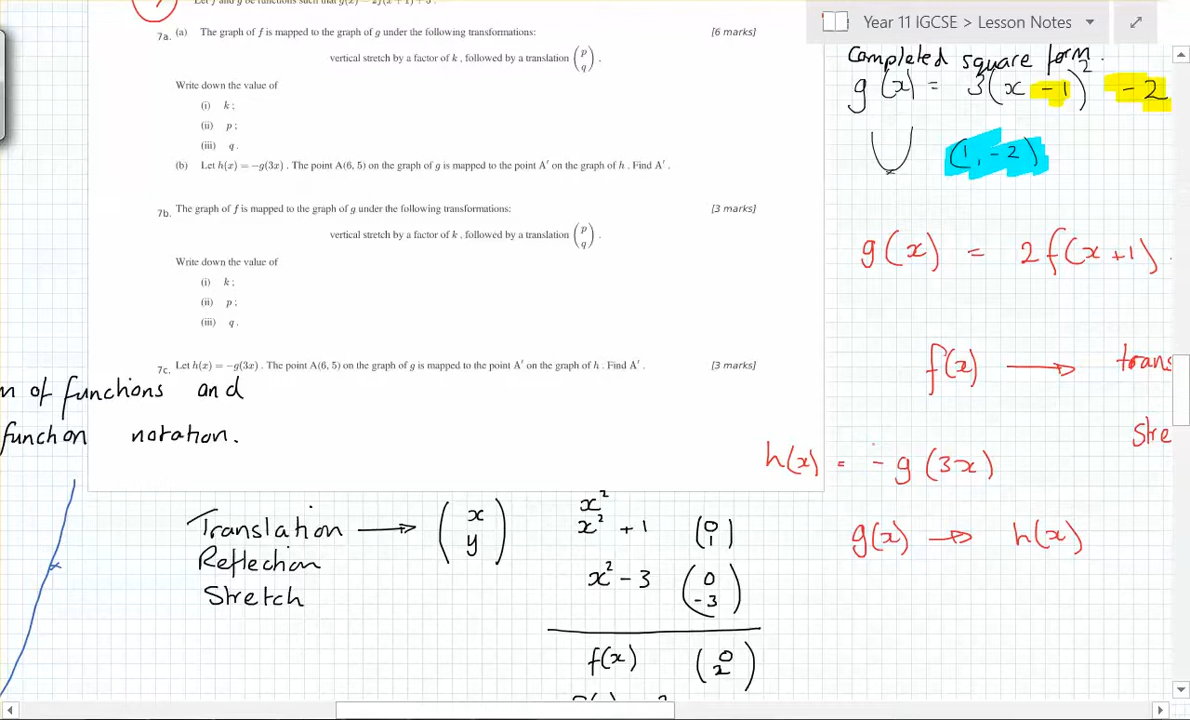 Year 11 IGCSE > Lesson Notes
7a. (a) The graph of f is mapped to the graph of g under the following transformations: [6 marks]
vertical stretch by a factor of k , followed by a translation (p q) .
Write down the value of
(i) k ;
(ii) p ;
(iii) q .
(b) Let h(x) = −g(3x) . The point A(6, 5) on the graph of g is mapped to the point A′ on the graph of h . Find A′ .
7b. The graph of f is mapped to the graph of g under the following transformations: [3 marks]
vertical stretch by a factor of k , followed by a translation (p q) .
Write down the value of
(i) k ;
(ii) p ;
(iii) q .
7c. Let h(x) = −g(3x) . The point A(6, 5) on the graph of g is mapped to the point A′ on the graph of h . Find A′ . [3 marks]
n of functions and
function notation.
Translation → (x y)
Reflection
Stretch
x²
x² + 1 (0 1)
x² − 3 (0 −3)
f(x) (0 2)
Completed square form.
g(x) = 3(x −1)² −2
(1, −2)
g(x) = 2f(x+1)
f(x) → trans
stre
h(x) = −g(3x)
g(x) → h(x)